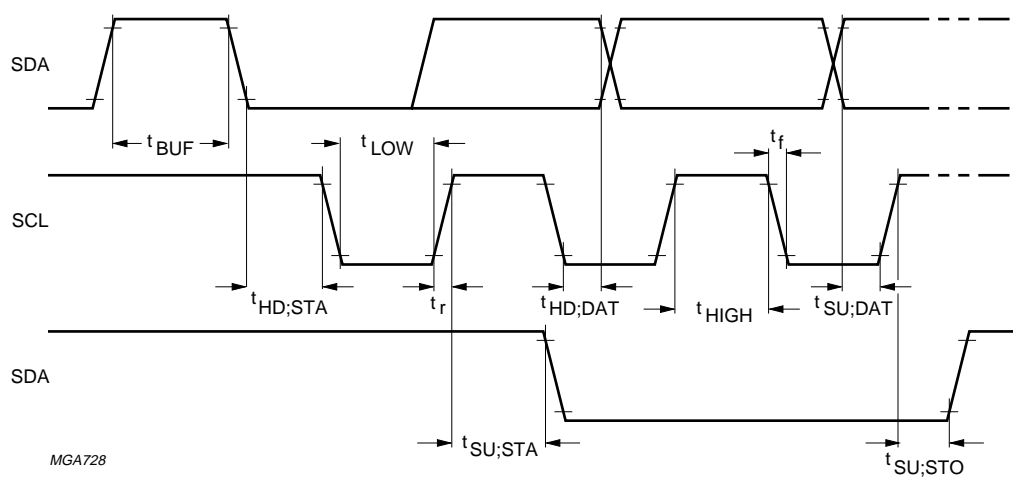 SDA
t BUF
t LOW
t f
SCL
t HD;STA
t r
t HD;DAT
t HIGH
t SU;DAT
SDA
t SU;STA
t SU;STO
MGA728